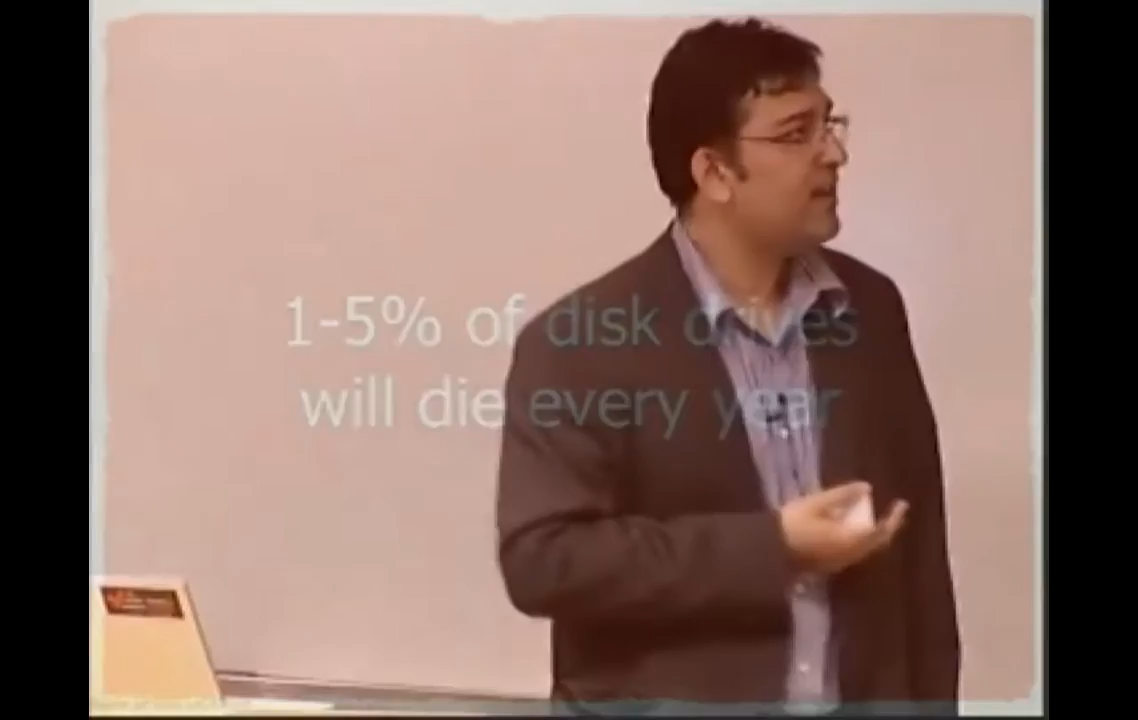 1-5% of disk drives
will die every year